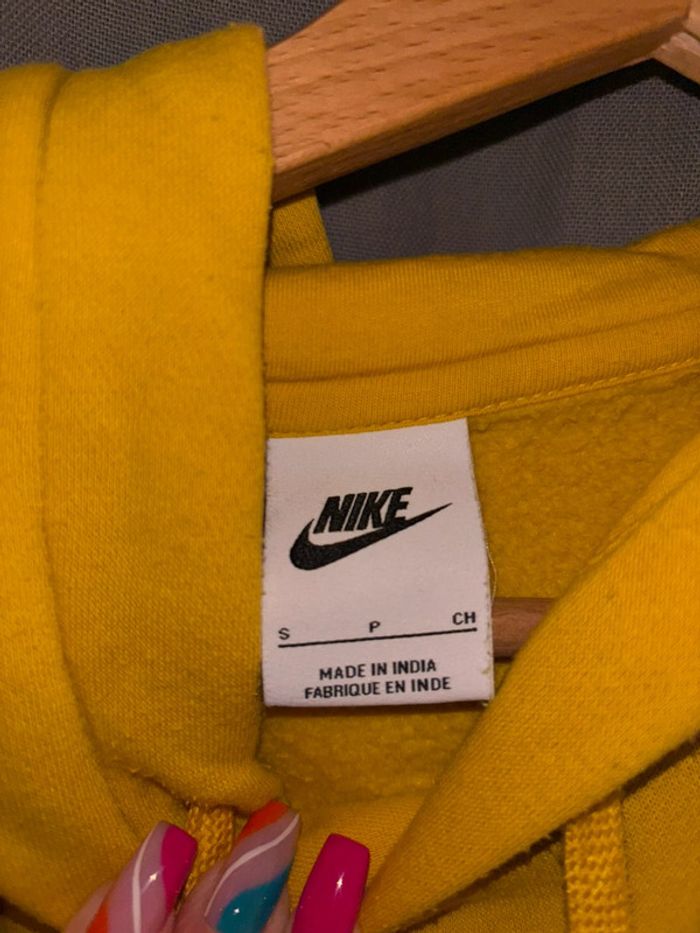 NIKE
S P CH
MADE IN INDIA
FABRIQUE EN INDE